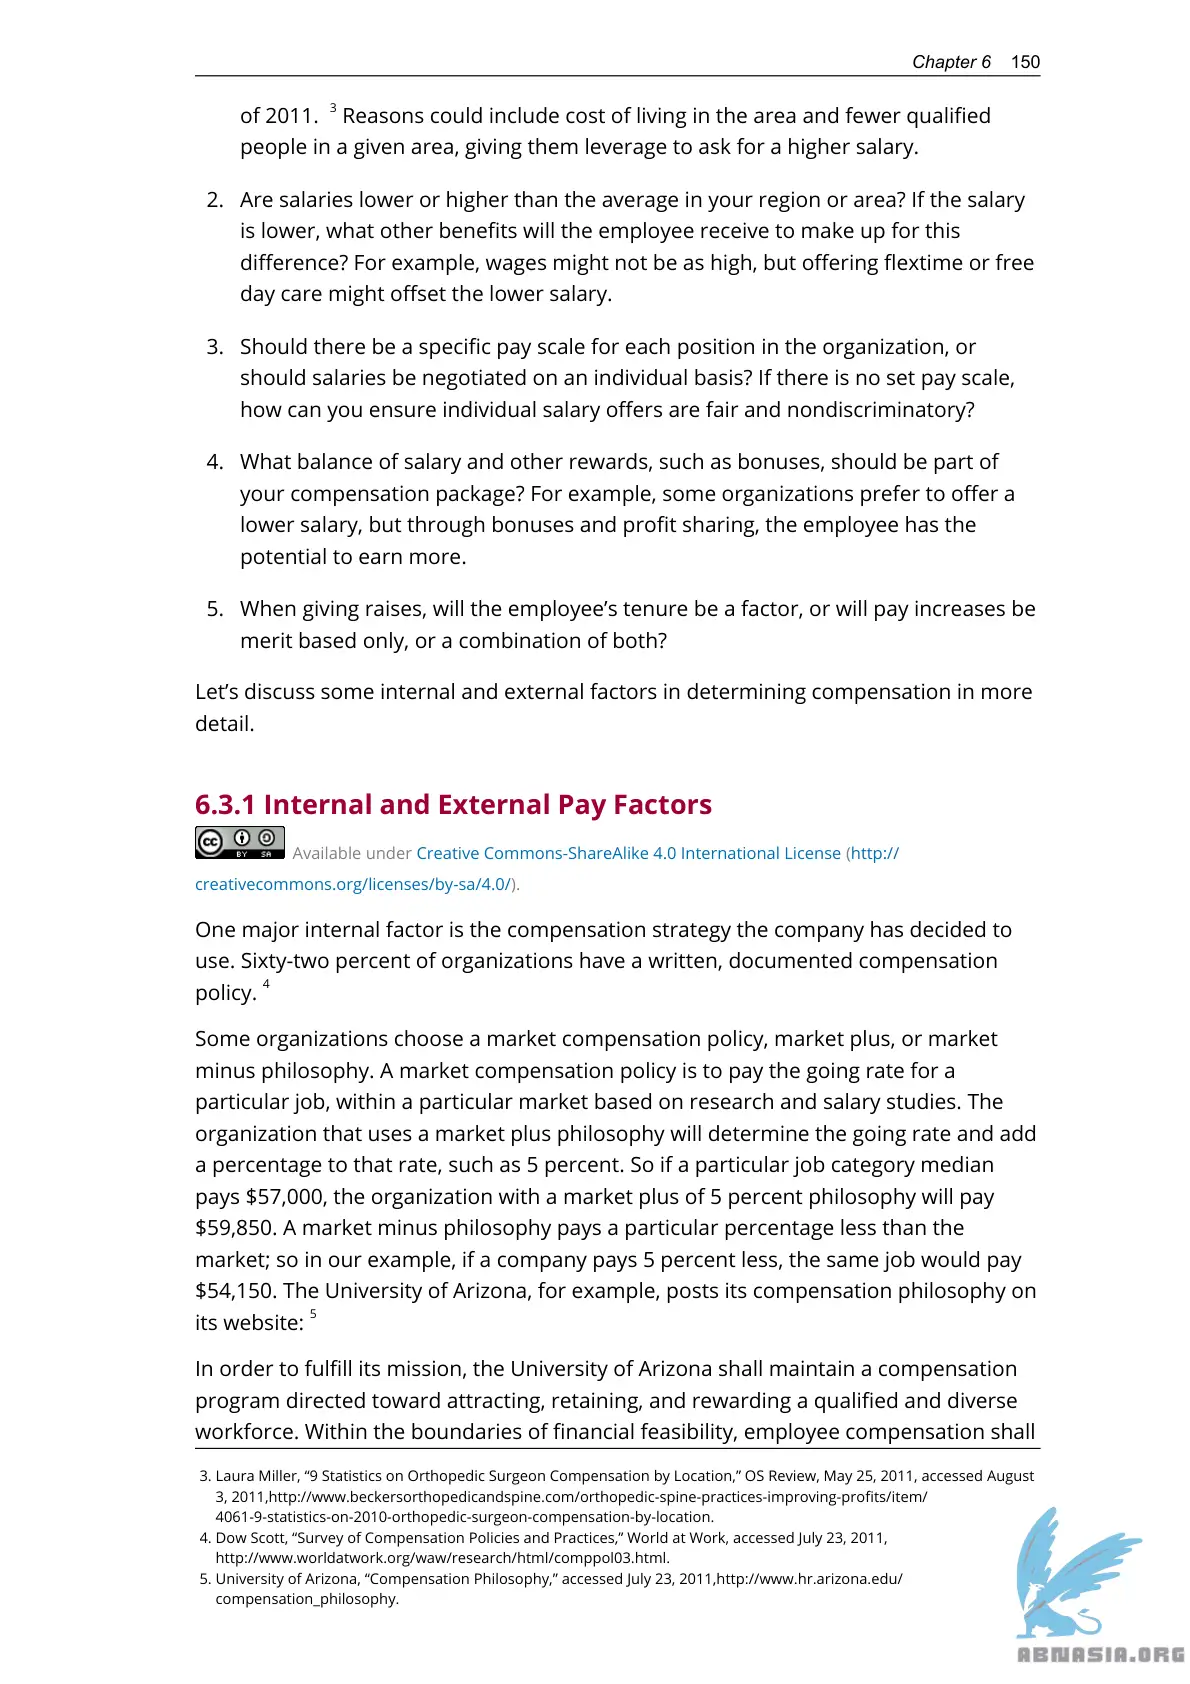 Chapter 6 150
of 2011. 3 Reasons could include cost of living in the area and fewer qualified
people in a given area, giving them leverage to ask for a higher salary.
2. Are salaries lower or higher than the average in your region or area? If the salary
is lower, what other benefits will the employee receive to make up for this
difference? For example, wages might not be as high, but offering flextime or free
day care might offset the lower salary.
3. Should there be a specific pay scale for each position in the organization, or
should salaries be negotiated on an individual basis? If there is no set pay scale,
how can you ensure individual salary offers are fair and nondiscriminatory?
4. What balance of salary and other rewards, such as bonuses, should be part of
your compensation package? For example, some organizations prefer to offer a
lower salary, but through bonuses and profit sharing, the employee has the
potential to earn more.
5. When giving raises, will the employee’s tenure be a factor, or will pay increases be
merit based only, or a combination of both?
Let’s discuss some internal and external factors in determining compensation in more
detail.
6.3.1 Internal and External Pay Factors
cc BY SA Available under Creative Commons-ShareAlike 4.0 International License (http://
creativecommons.org/licenses/by-sa/4.0/).
One major internal factor is the compensation strategy the company has decided to
use. Sixty-two percent of organizations have a written, documented compensation
policy. 4
Some organizations choose a market compensation policy, market plus, or market
minus philosophy. A market compensation policy is to pay the going rate for a
particular job, within a particular market based on research and salary studies. The
organization that uses a market plus philosophy will determine the going rate and add
a percentage to that rate, such as 5 percent. So if a particular job category median
pays $57,000, the organization with a market plus of 5 percent philosophy will pay
$59,850. A market minus philosophy pays a particular percentage less than the
market; so in our example, if a company pays 5 percent less, the same job would pay
$54,150. The University of Arizona, for example, posts its compensation philosophy on
its website: 5
In order to fulfill its mission, the University of Arizona shall maintain a compensation
program directed toward attracting, retaining, and rewarding a qualified and diverse
workforce. Within the boundaries of financial feasibility, employee compensation shall
3. Laura Miller, “9 Statistics on Orthopedic Surgeon Compensation by Location,” OS Review, May 25, 2011, accessed August
3, 2011,http://www.beckersorthopedicandspine.com/orthopedic-spine-practices-improving-profits/item/
4061-9-statistics-on-2010-orthopedic-surgeon-compensation-by-location.
4. Dow Scott, “Survey of Compensation Policies and Practices,” World at Work, accessed July 23, 2011,
http://www.worldatwork.org/waw/research/html/comppol03.html.
5. University of Arizona, “Compensation Philosophy,” accessed July 23, 2011,http://www.hr.arizona.edu/
compensation_philosophy.
ABNASIA.ORG